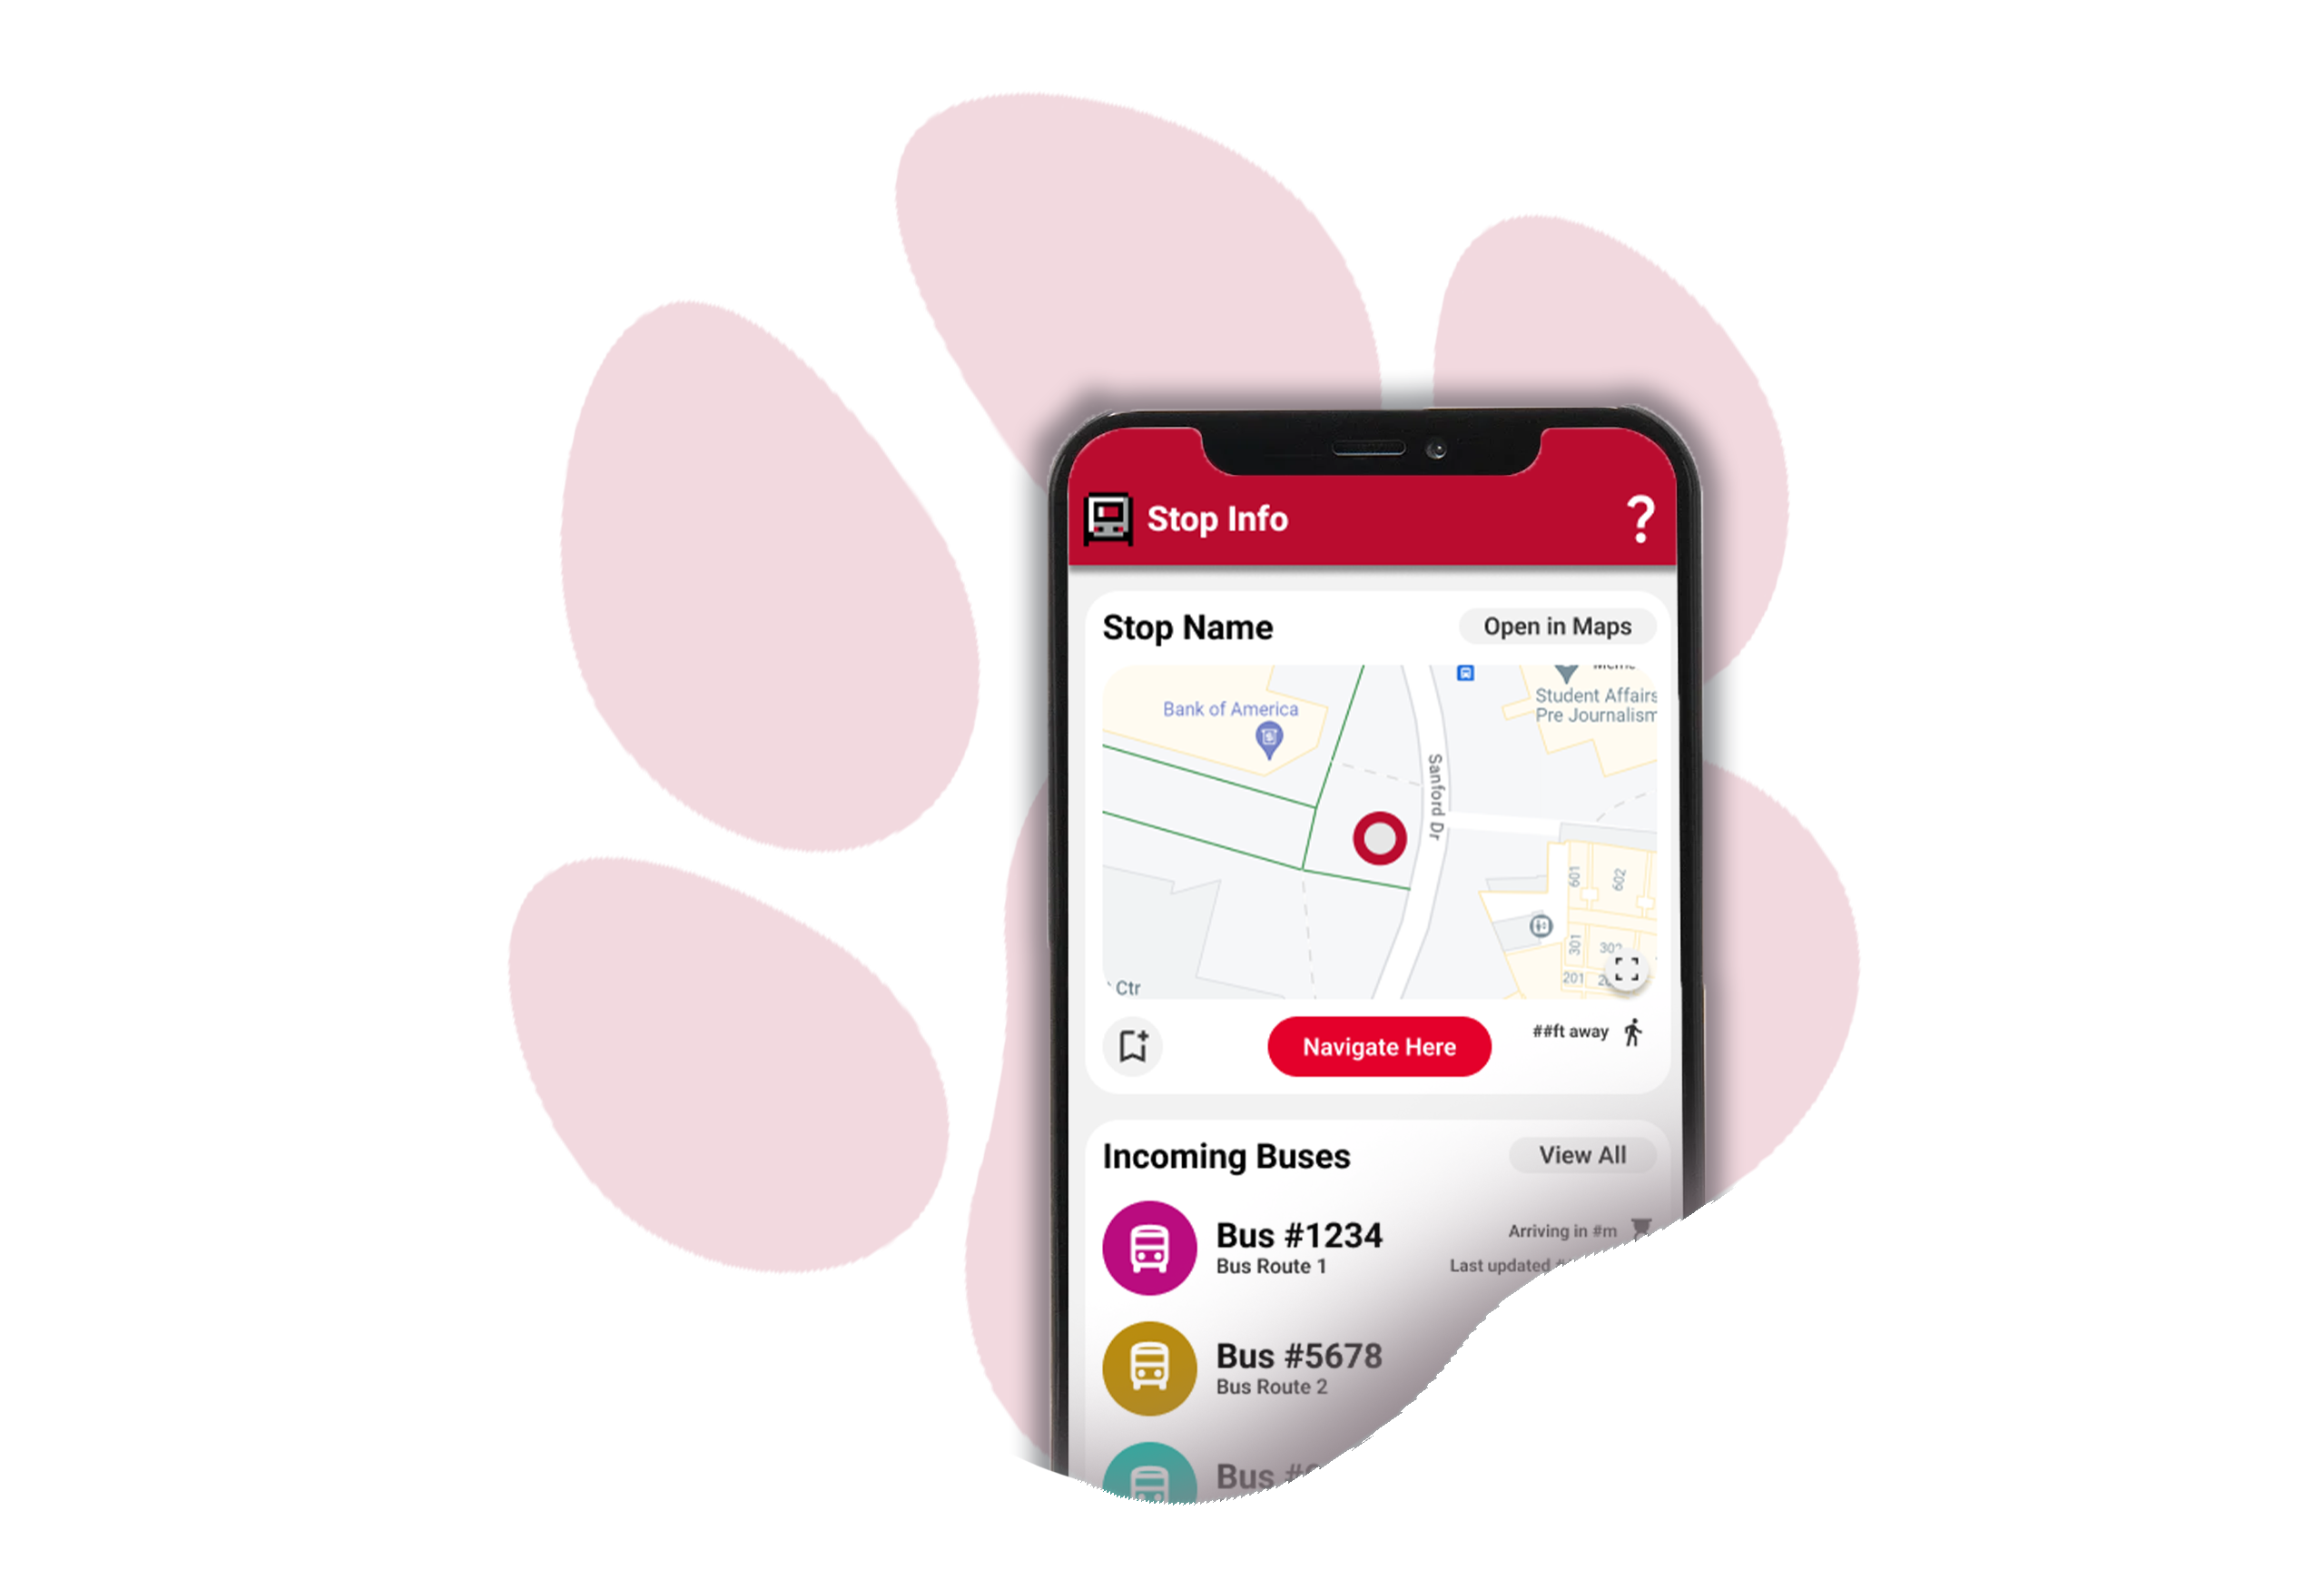 Stop Info
?
Stop Name
Open in Maps
Bank of America
Student Affairs
Pre Journalism
Sanford Dr
601
602
301
302
201
Ctr
Navigate Here
##ft away
Incoming Buses
View All
Bus #1234
Bus Route 1
Arriving in #m
Last updated
Bus #5678
Bus Route 2
Bus